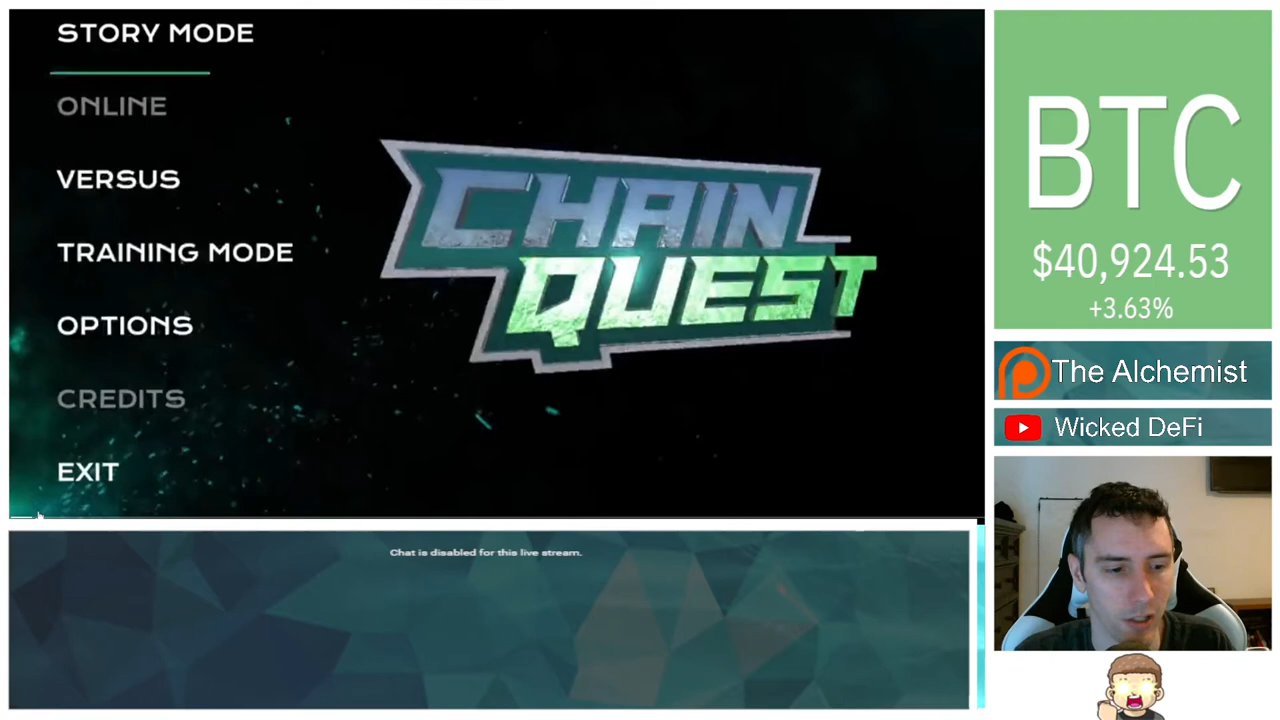 STORY MODE
ONLINE
VERSUS
TRAINING MODE
OPTIONS
CREDITS
EXIT
CHAIN
QUEST
Chat is disabled for this live stream.
BTC
$40,924.53
+3.63%
The Alchemist
Wicked DeFi